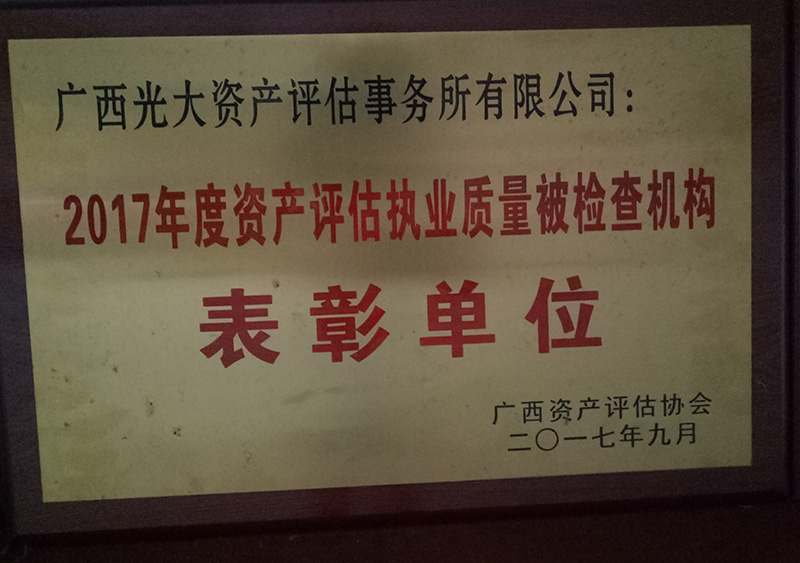 广西光大资产评估事务所有限公司：
2017年度资产评估执业质量被检查机构
表彰单位
广西资产评估协会
二〇一七年九月